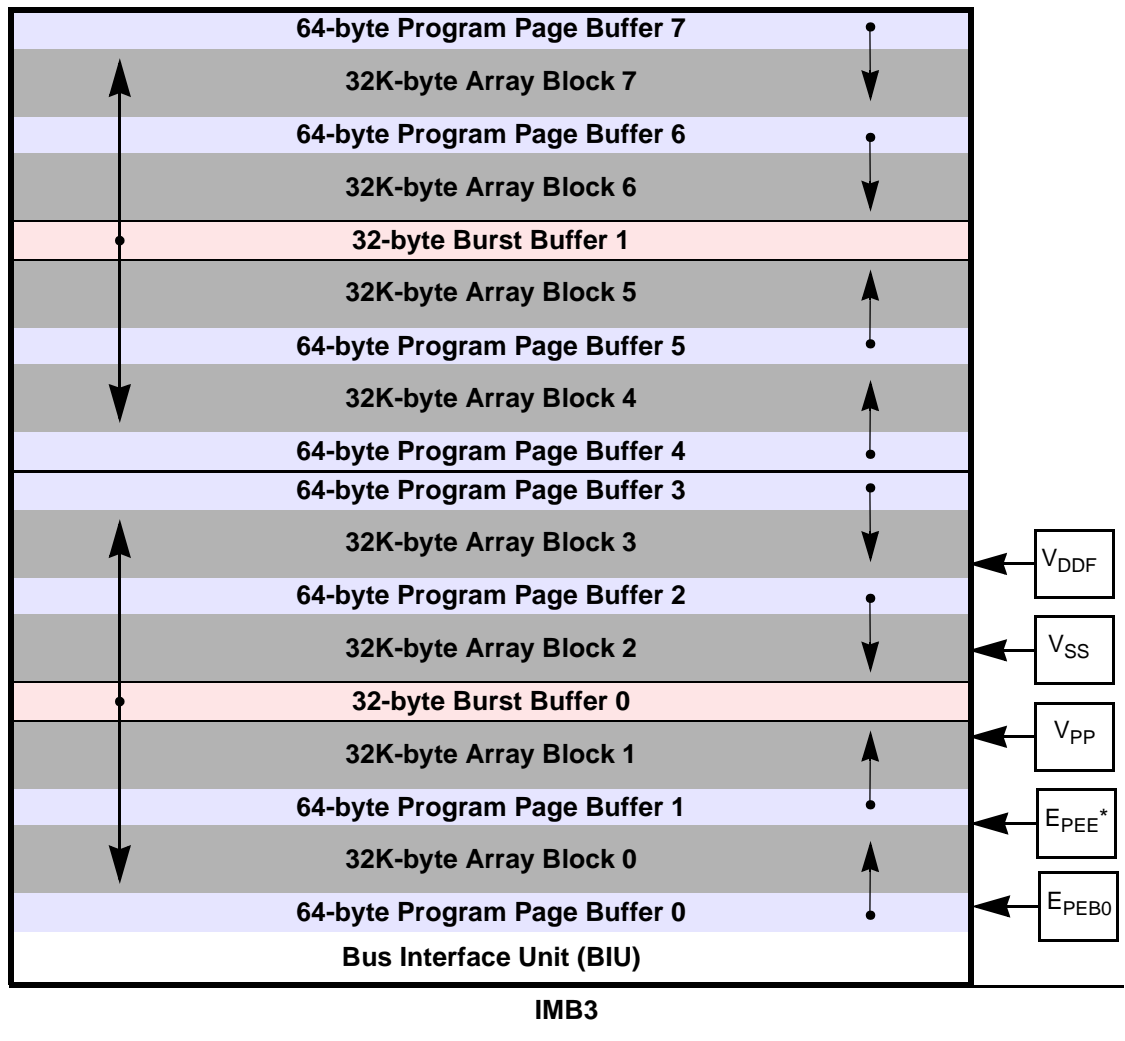 64-byte Program Page Buffer 7
32K-byte Array Block 7
64-byte Program Page Buffer 6
32K-byte Array Block 6
32-byte Burst Buffer 1
32K-byte Array Block 5
64-byte Program Page Buffer 5
32K-byte Array Block 4
64-byte Program Page Buffer 4
64-byte Program Page Buffer 3
32K-byte Array Block 3
64-byte Program Page Buffer 2
32K-byte Array Block 2
32-byte Burst Buffer 0
32K-byte Array Block 1
64-byte Program Page Buffer 1
32K-byte Array Block 0
64-byte Program Page Buffer 0
Bus Interface Unit (BIU)
VDDF
VSS
VPP
EPEE*
EPEB0
IMB3